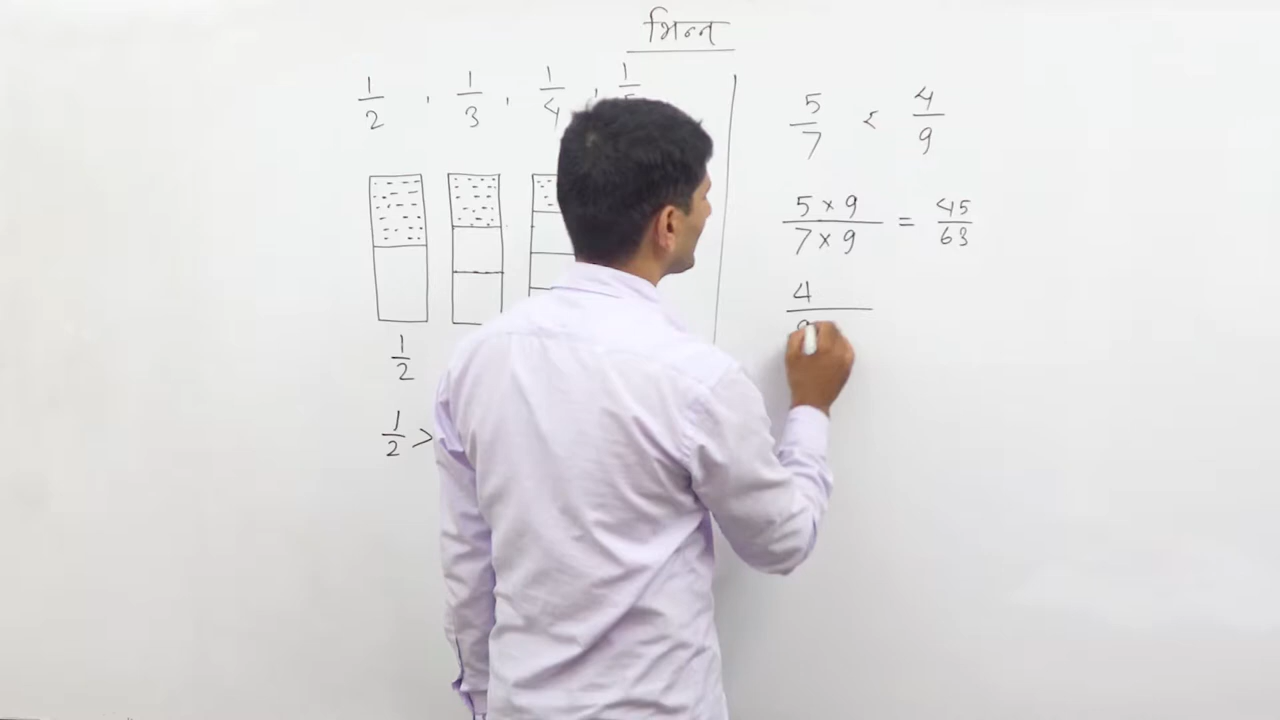 भिन्न
1/2 , 1/3 , 1/4 , 1/5
1/2
1/2 >
5/7 < 4/9
5 × 9 / 7 × 9 = 45/63
4/9